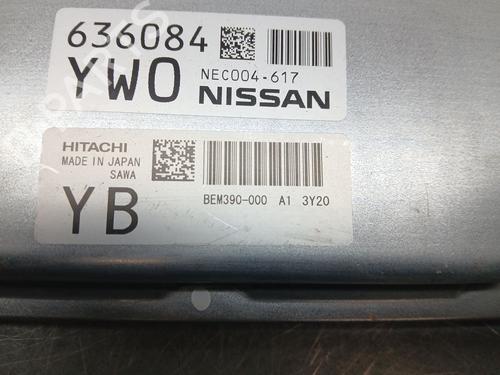 636084
YWO
NEC004-617
NISSAN
HITACHI
MADE IN JAPAN
SAWA
YB
BEM390-000 A1 3Y20